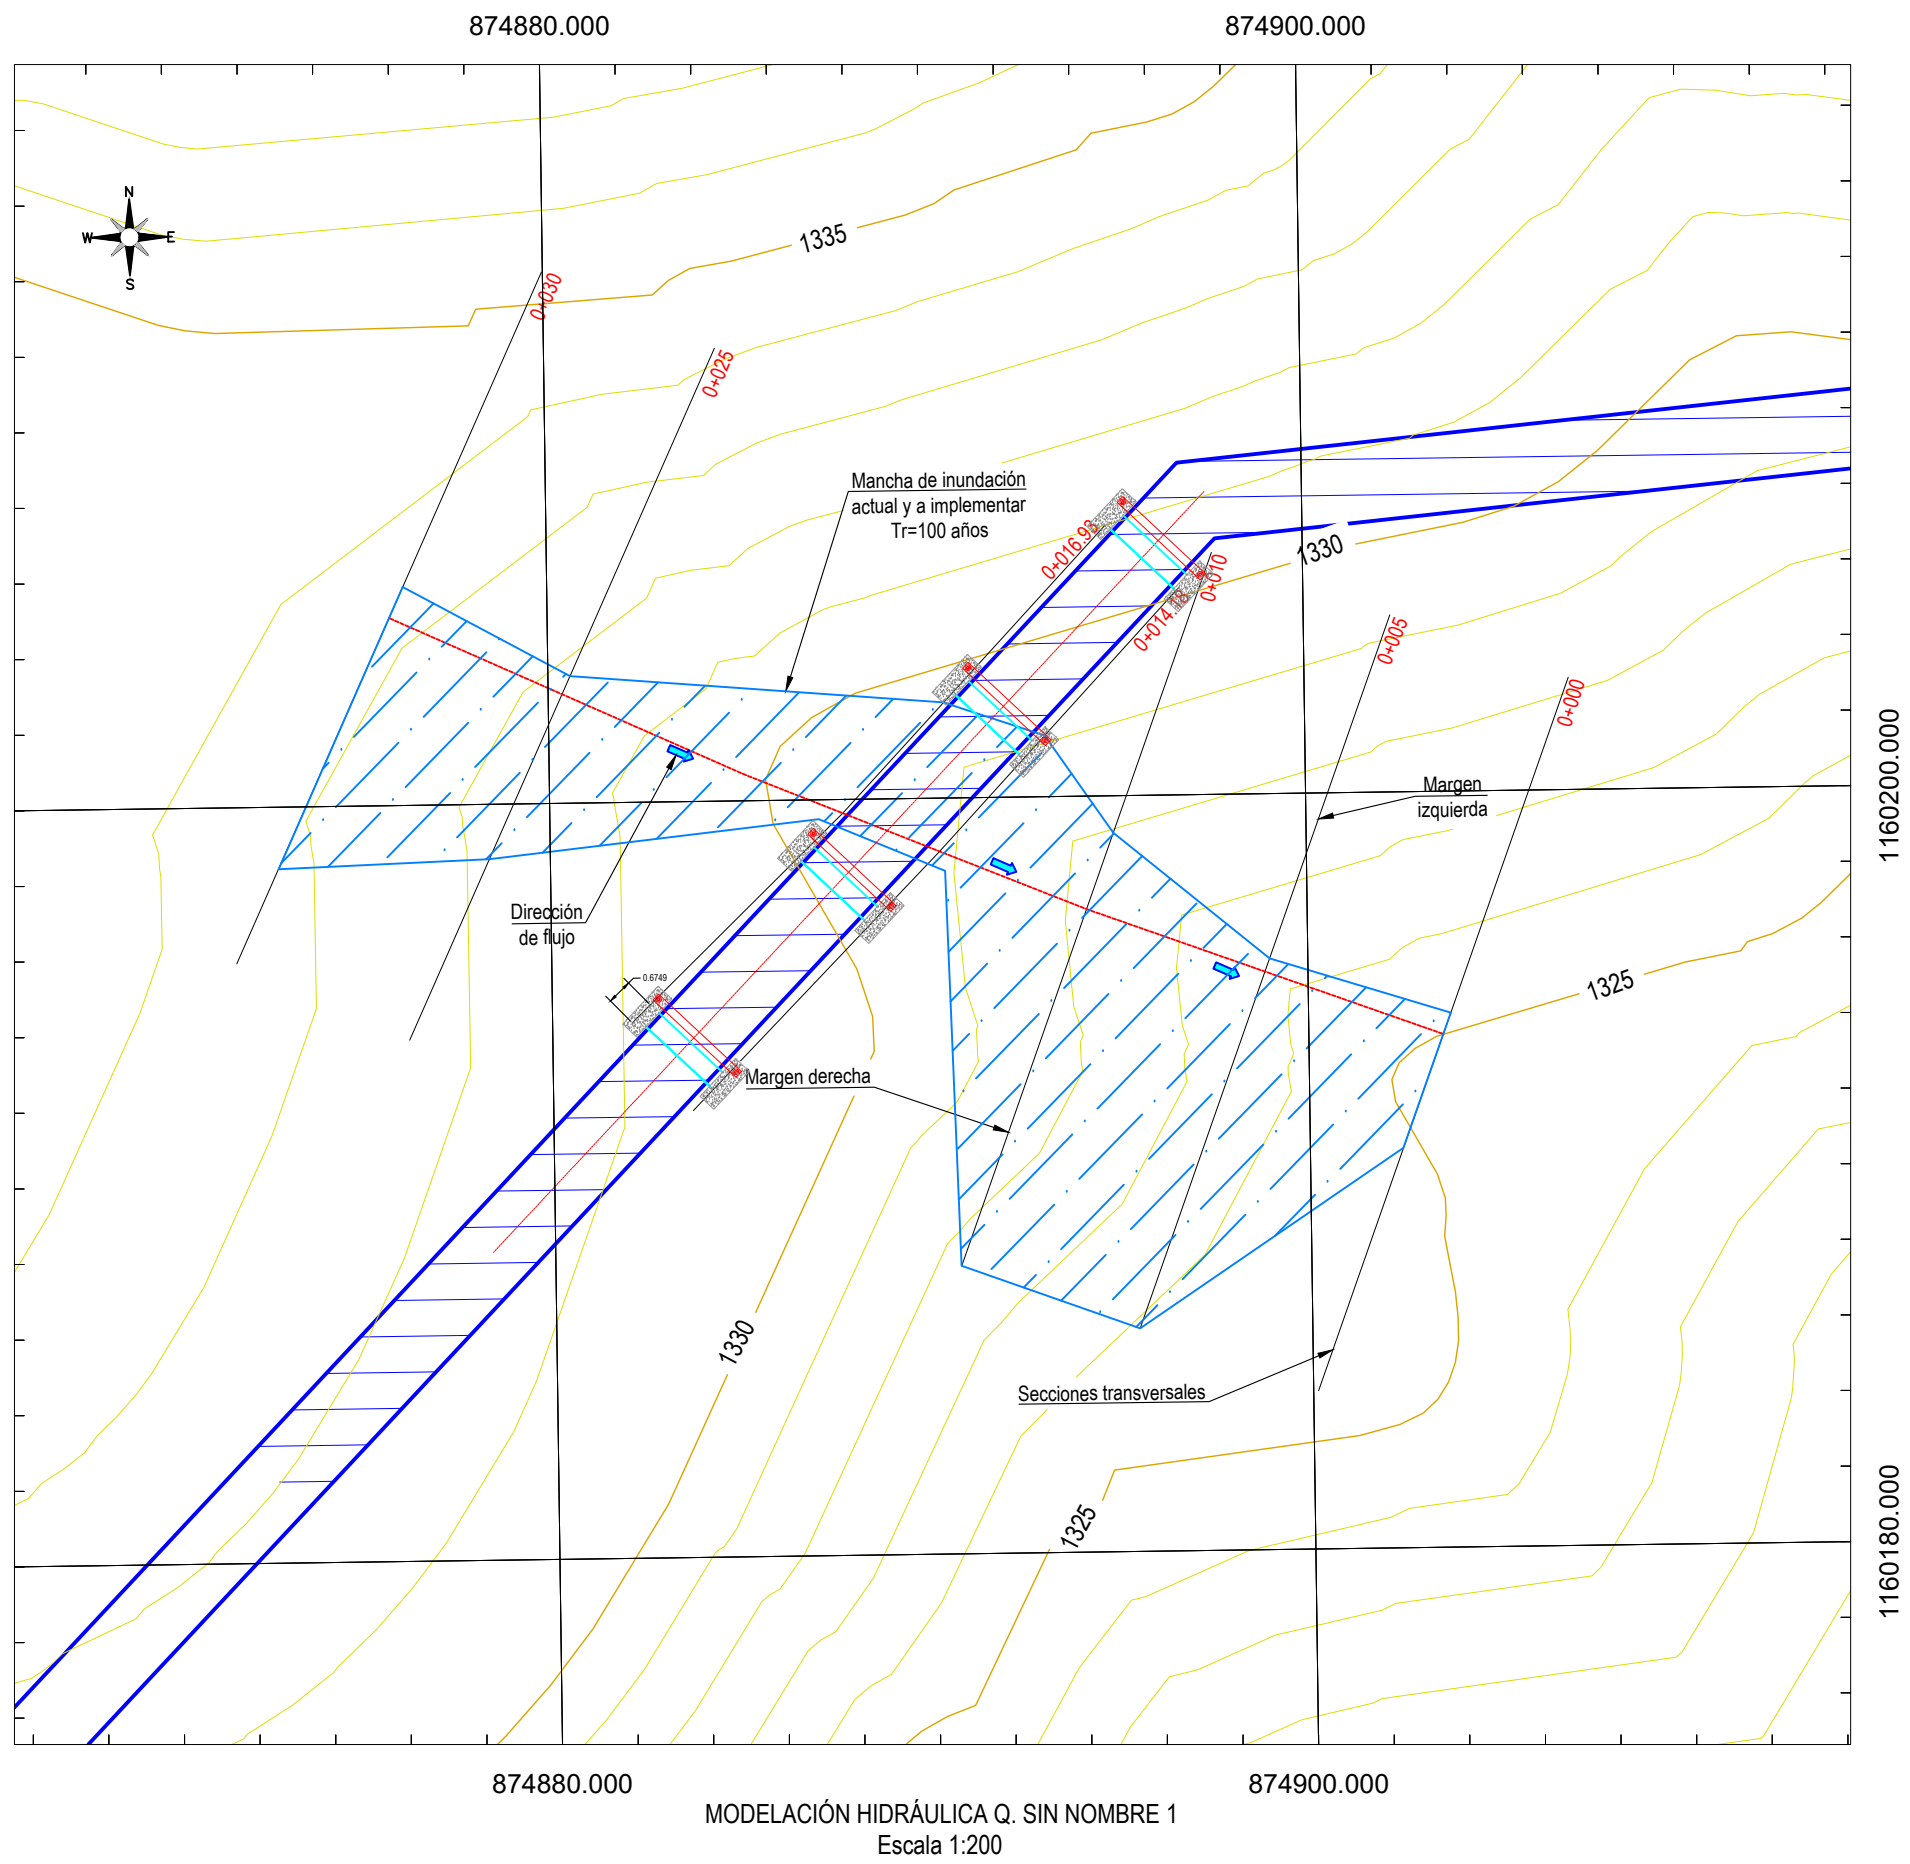 874880.000
874900.000
N
W
E
S
1335
0+030
0+025
Mancha de inundación
actual y a implementar
Tr=100 años
0+016.93
1330
0+010
0+014.18
0+005
0+000
Margen
izquierda
1160200.000
Dirección
de flujo
0.6749
1325
Margen derecha
1330
Secciones transversales
1325
1160180.000
874880.000
874900.000
MODELACIÓN HIDRÁULICA Q. SIN NOMBRE 1
Escala 1:200